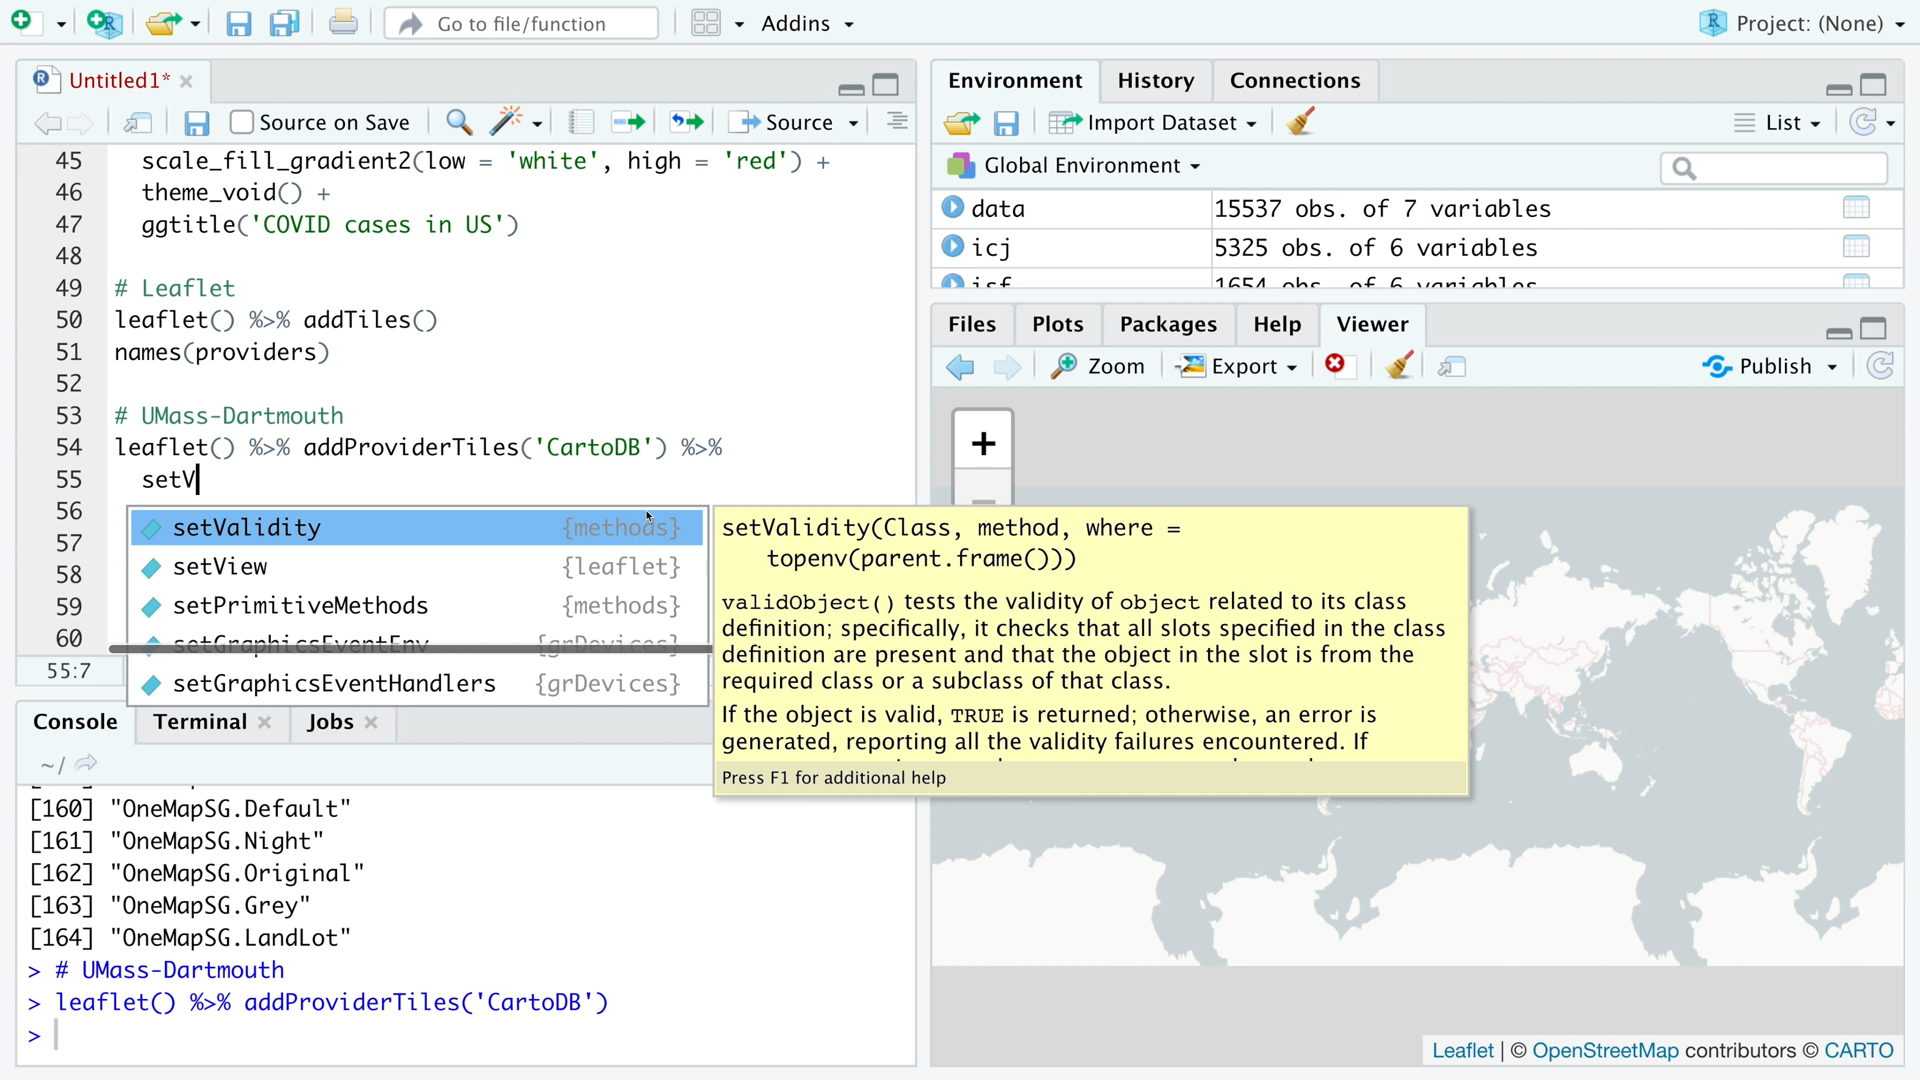 Go to file/function
Addins
Project: (None)
Untitled1*
Source on Save
Source
45 scale_fill_gradient2(low = 'white', high = 'red') +
46 theme_void() +
47 ggtitle('COVID cases in US')
48
49 # Leaflet
50 leaflet() %>% addTiles()
51 names(providers)
52
53 # UMass-Dartmouth
54 leaflet() %>% addProviderTiles('CartoDB') %>%
55 setV
56
57
58
59
60
setValidity {methods}
setView {leaflet}
setPrimitiveMethods {methods}
setGraphicsEventEnv {grDevices}
setGraphicsEventHandlers {grDevices}
55:7
setValidity(Class, method, where =
topenv(parent.frame()))
validObject() tests the validity of object related to its class
definition; specifically, it checks that all slots specified in the class
definition are present and that the object in the slot is from the
required class or a subclass of that class.
If the object is valid, TRUE is returned; otherwise, an error is
generated, reporting all the validity failures encountered. If
Press F1 for additional help
Console Terminal Jobs
~/
[160] "OneMapSG.Default"
[161] "OneMapSG.Night"
[162] "OneMapSG.Original"
[163] "OneMapSG.Grey"
[164] "OneMapSG.LandLot"
> # UMass-Dartmouth
> leaflet() %>% addProviderTiles('CartoDB')
>
Environment History Connections
Import Dataset
List
Global Environment
data 15537 obs. of 7 variables
icj 5325 obs. of 6 variables
isf 1654 obs. of 6 variables
Files Plots Packages Help Viewer
Zoom Export Publish
+
Leaflet | © OpenStreetMap contributors © CARTO